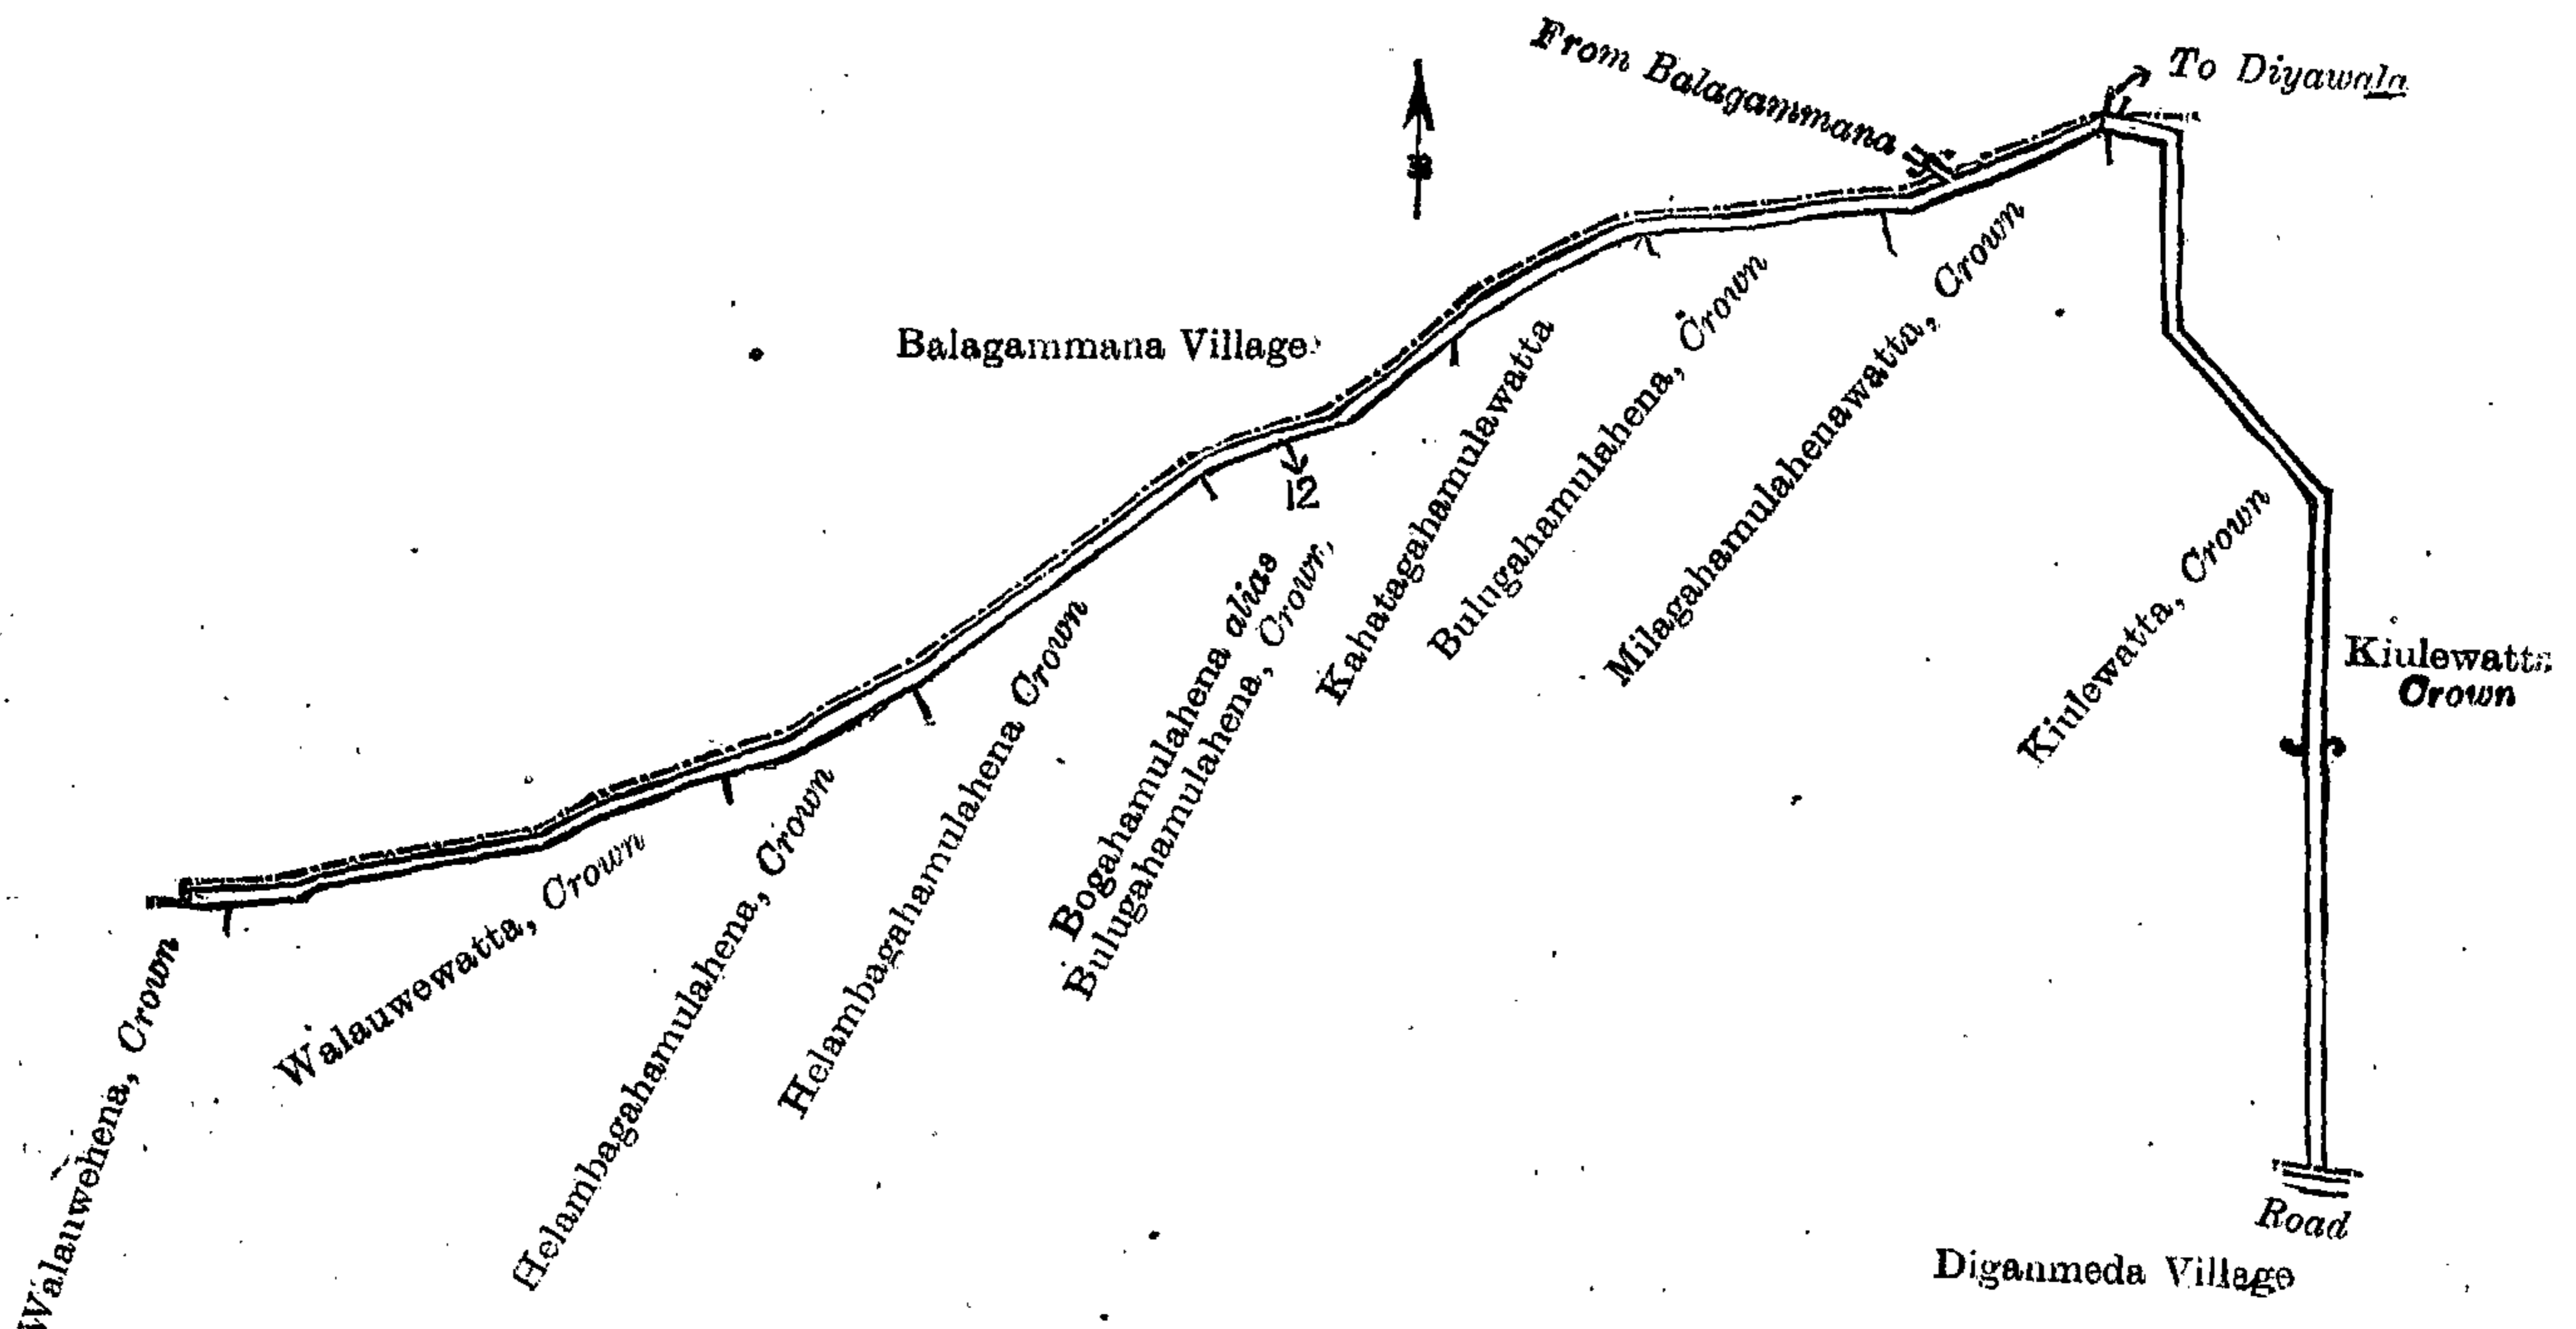 From Balagammana
To Diyawala
Balagammana Village
12
Walauwehena, Crown
Walauwewatta, Crown
Helambagahamulahena, Crown
Helambagahamulahena Crown
Bogahamulahena alias
Bulugahamulahena, Crown,
Kahatagahamulawatta
Bulugahamulahena, Crown
Milagahamulahenawatta, Crown
Kiulewatta, Crown
Kiulewatta
Crown
Road
Diganmeda Village